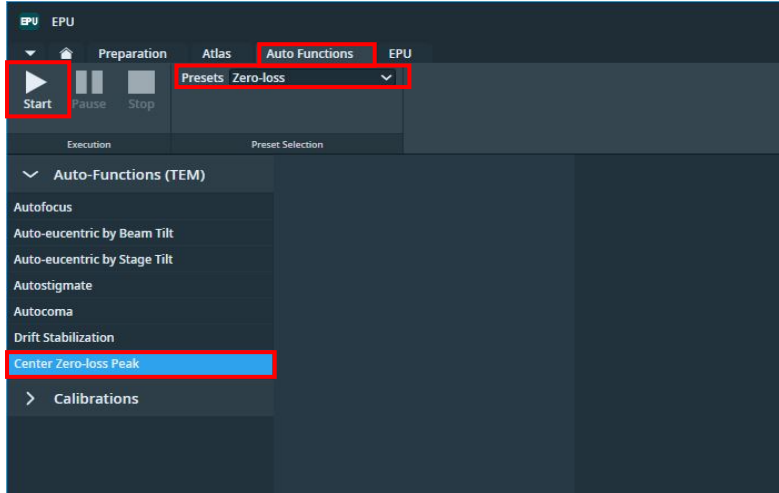 EPU EPU
Preparation Atlas Auto Functions EPU
Presets Zero-loss
Start Pause Stop
Execution Preset Selection
Auto-Functions (TEM)
Autofocus
Auto-eucentric by Beam Tilt
Auto-eucentric by Stage Tilt
Autostigmate
Autocoma
Drift Stabilization
Center Zero-loss Peak
Calibrations